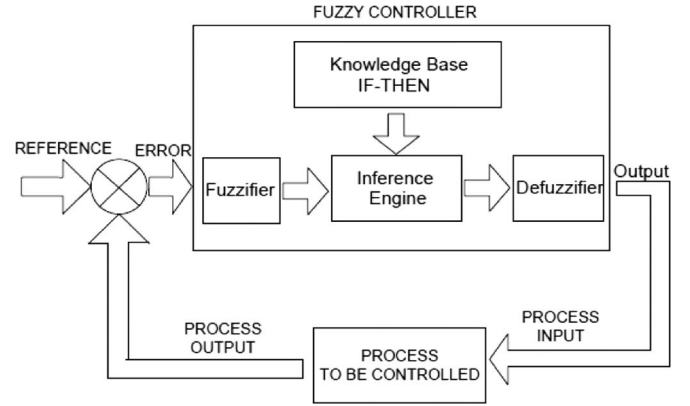 FUZZY CONTROLLER
Knowledge Base
IF-THEN
REFERENCE
ERROR
Fuzzifier
Inference
Engine
Defuzzifier
Output
PROCESS
OUTPUT
PROCESS
TO BE CONTROLLED
PROCESS
INPUT